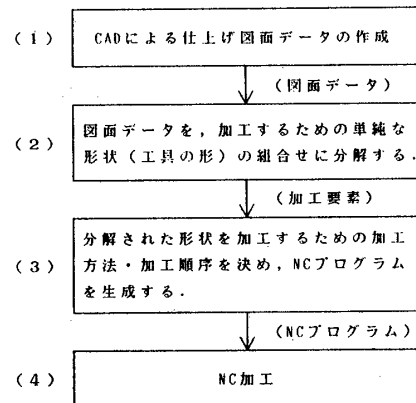 (1) CADによる仕上げ図面データの作成
(図面データ)
図面データを,加工するための単純な
(2) 形状(工具の形)の組合せに分解する.
(加工要素)
分解された形状を加工するための加工
(3) 方法・加工順序を決め,NCプログラム
を生成する.
(NCプログラム)
(4) NC加工